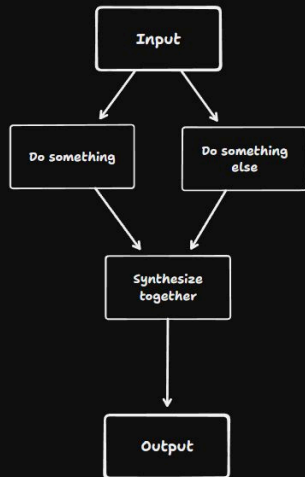 Input
Do something
Do something
else
Synthesize
together
Output